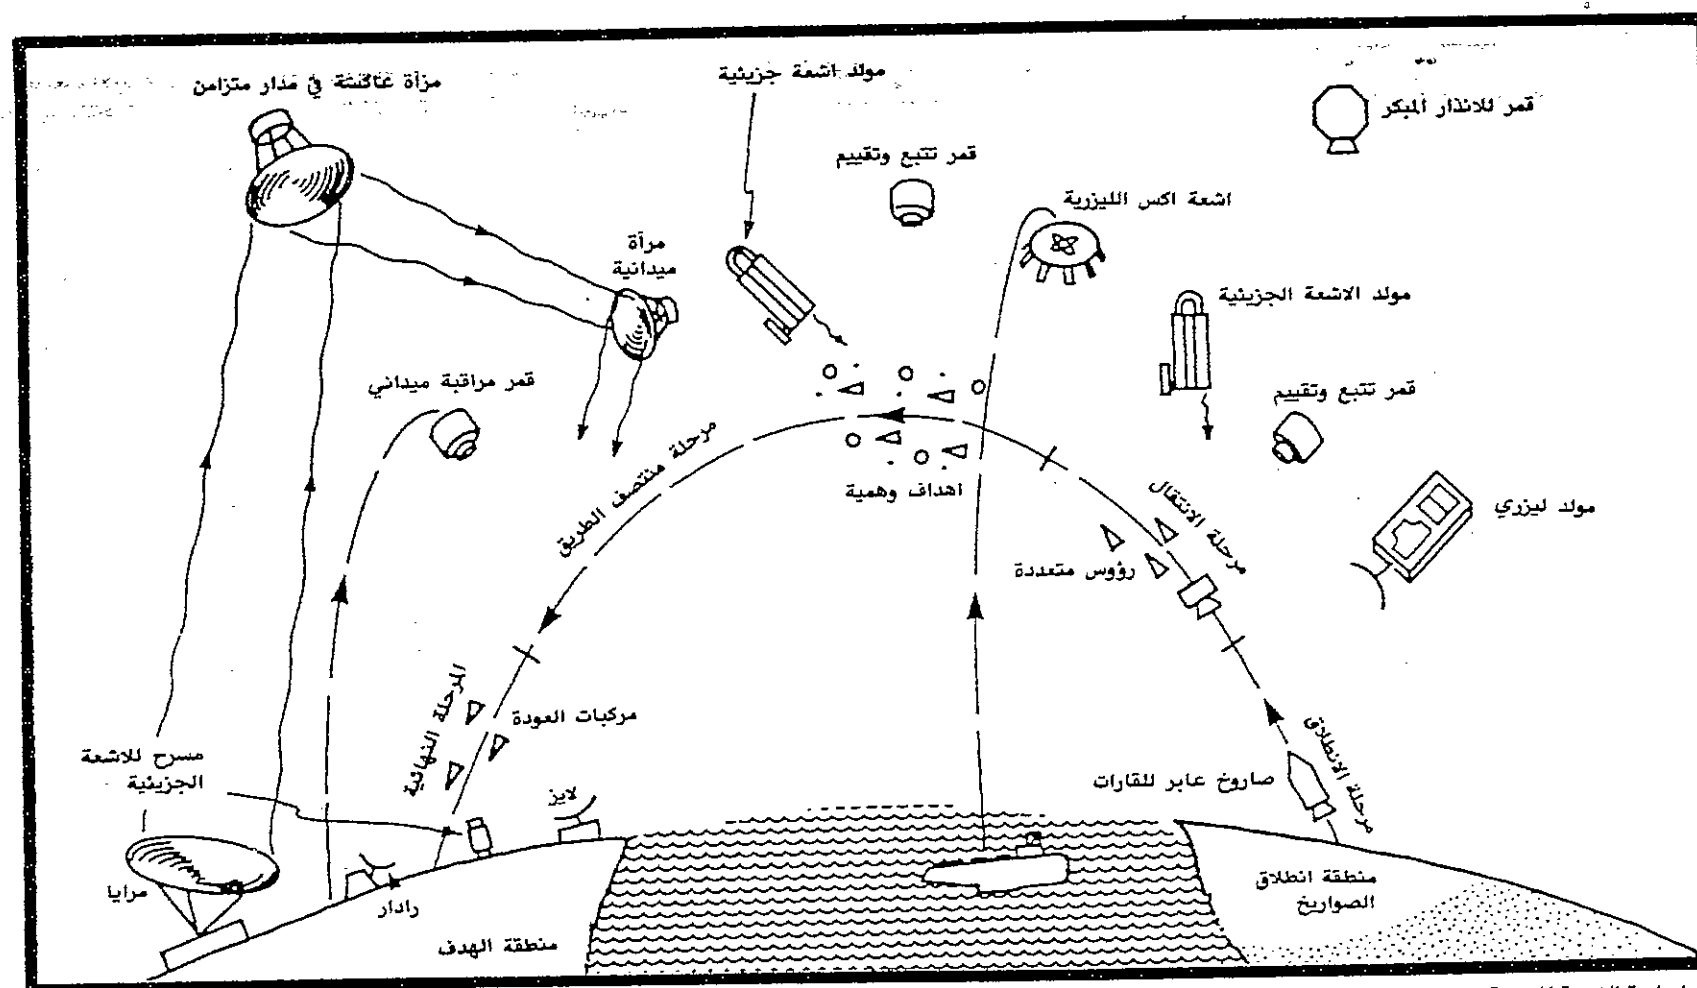 قمر للانذار المبكر
مولد اشعة جزيئية
مرآة عاكسة في مدار متزامن
قمر تتبع وتقييم
اشعة اكس الليزرية
مرآة
ميدانية
مولد الاشعة الجزيئية
قمر مراقبة ميداني
قمر تتبع وتقييم
مرحلة منتصف الطريق
اهداف وهمية
مرحلة الانتقال
مولد ليزري
رؤوس متعددة
المرحلة النهائية
مركبات العودة
مرحلة الانطلاق
صاروخ عابر للقارات
مسرح للاشعة
الجزيئية
لايز
مرايا
رادار
منطقة الهدف
منطقة انطلاق
الصواريخ